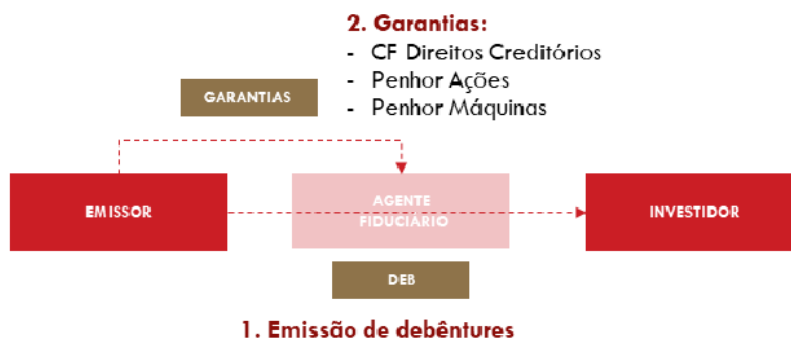 2. Garantias:
- CF Direitos Creditórios
- Penhor Ações
- Penhor Máquinas
GARANTIAS
EMISSOR
AGENTE
FIDUCIÁRIO
INVESTIDOR
DEB
1. Emissão de debêntures